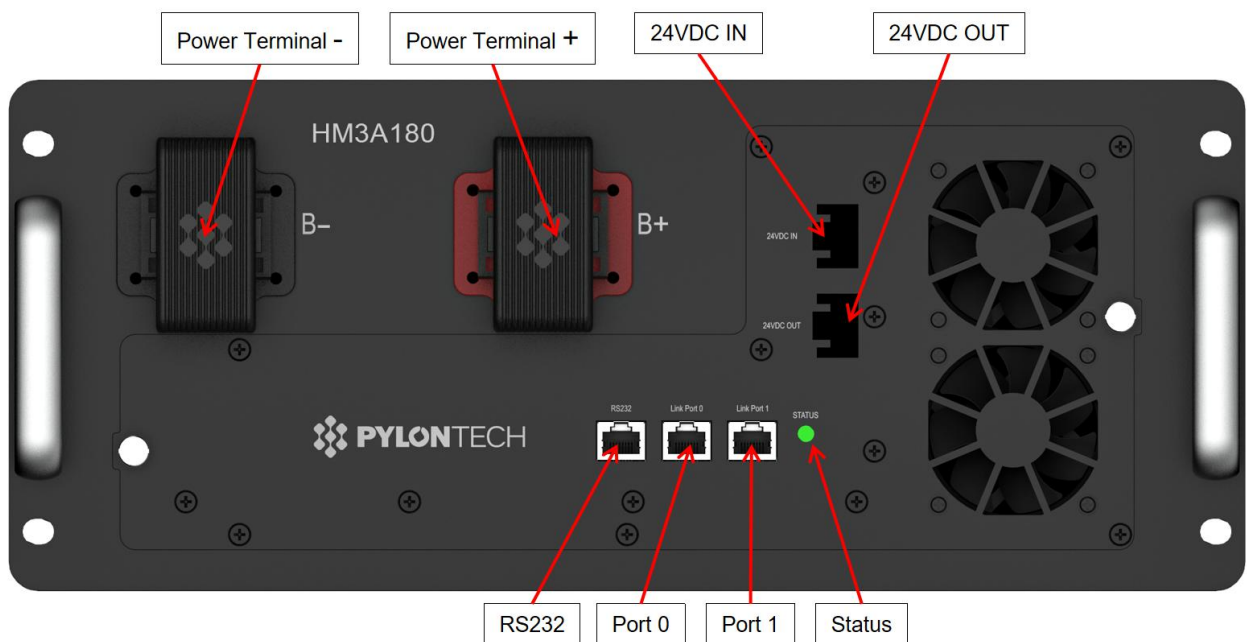 Power Terminal -
Power Terminal +
24VDC IN
24VDC OUT
HM3A180
B-
B+
24VDC IN
24VDC OUT
PYLONTECH
RS232
Link Port 0
Link Port 1
STATUS
RS232
Port 0
Port 1
Status